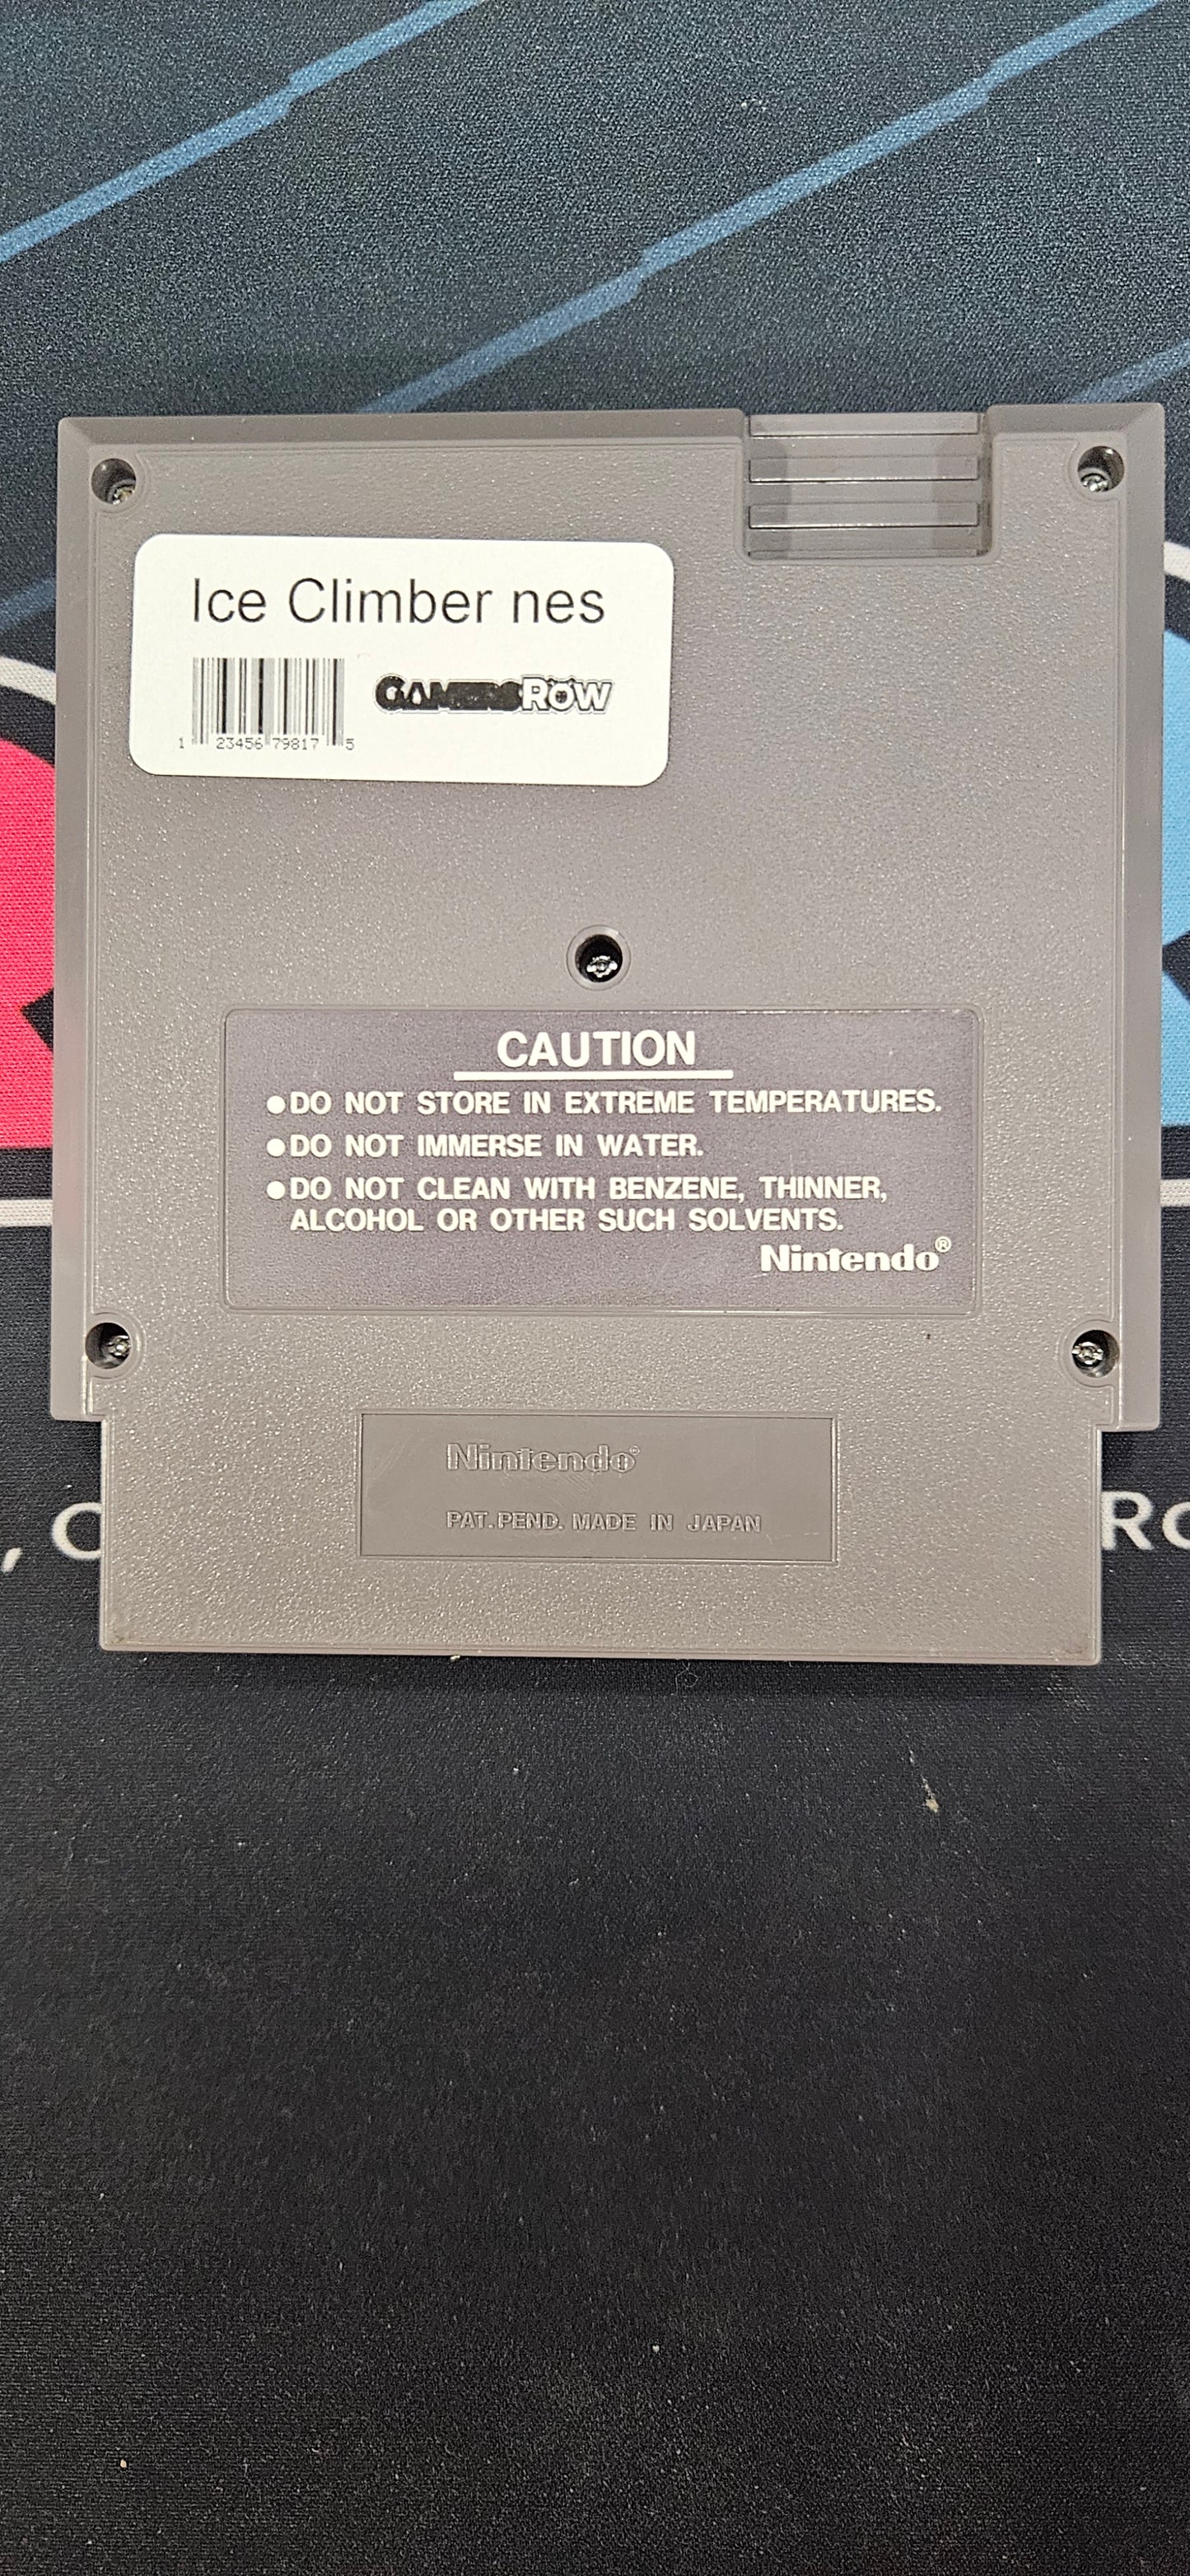 Ice Climber nes
GAMERSROW
1 23456 79817 5
CAUTION
●DO NOT STORE IN EXTREME TEMPERATURES.
●DO NOT IMMERSE IN WATER.
●DO NOT CLEAN WITH BENZENE, THINNER,
ALCOHOL OR OTHER SUCH SOLVENTS.
Nintendo®
Nintendo®
PAT. PEND. MADE IN JAPAN